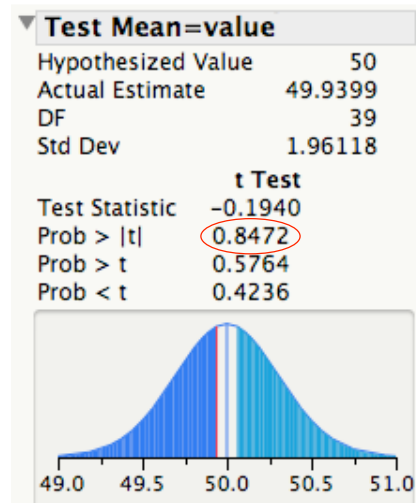 Test Mean=value
Hypothesized Value 50
Actual Estimate 49.9399
DF 39
Std Dev 1.96118
t Test
Test Statistic -0.1940
Prob > |t| 0.8472
Prob > t 0.5764
Prob < t 0.4236
49.0 49.5 50.0 50.5 51.0